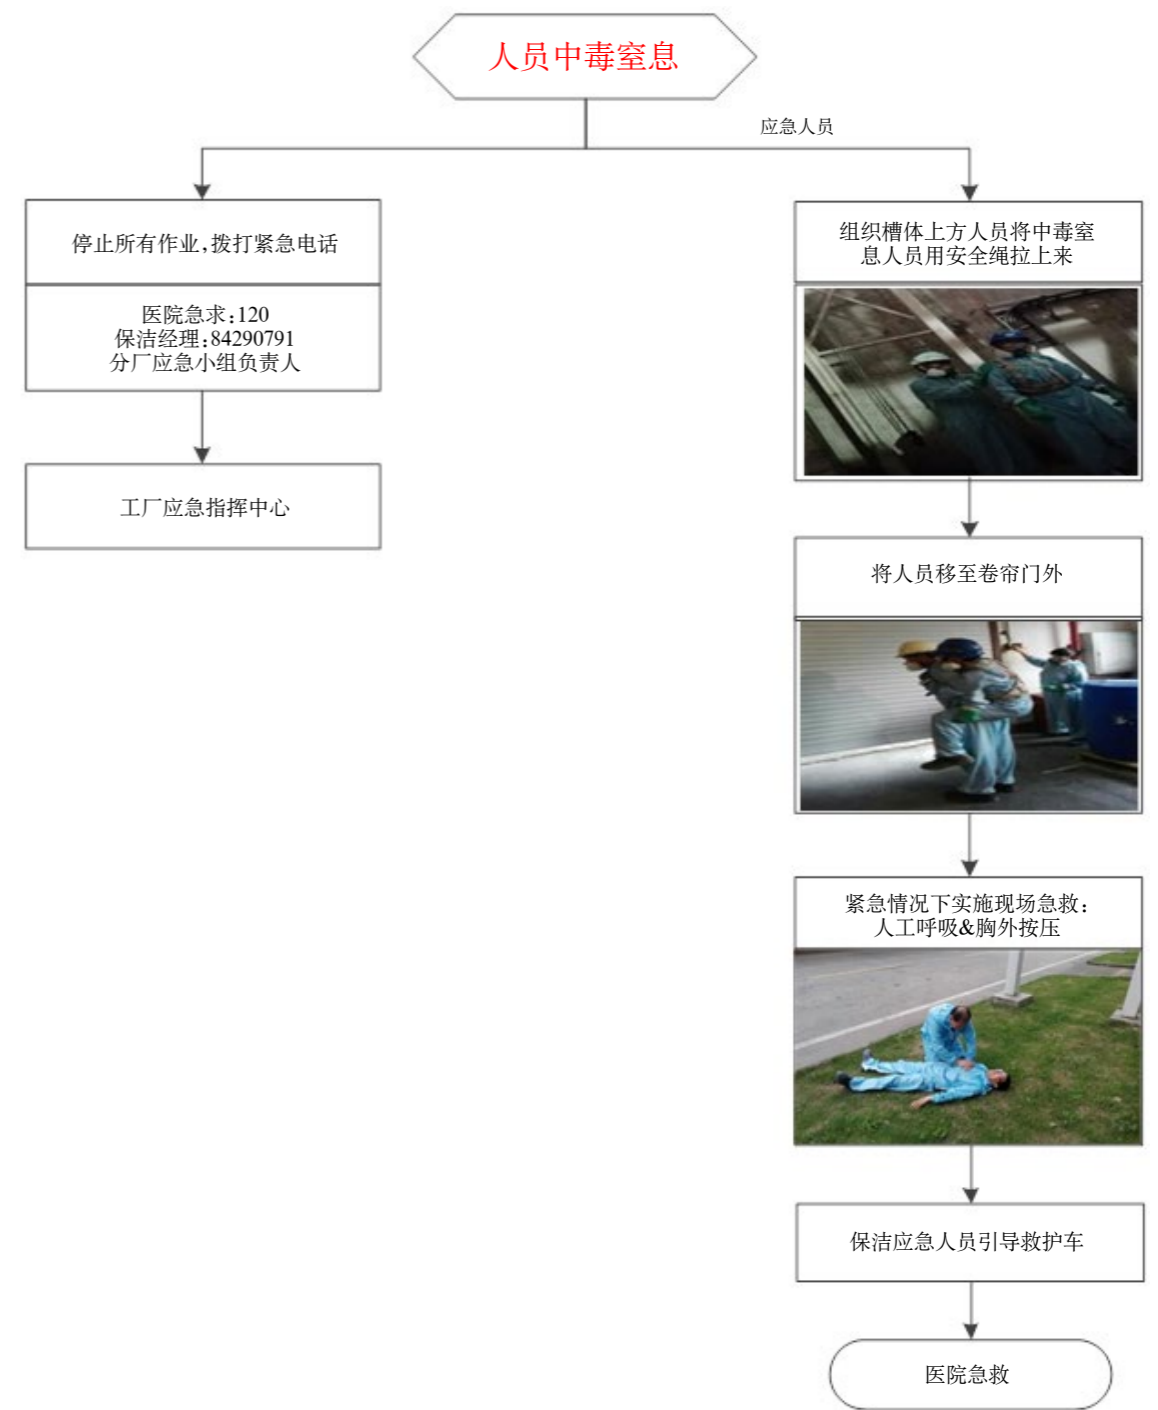 人员中毒窒息
应急人员
停止所有作业，拨打紧急电话
医院急求：120
保洁经理：84290791
分厂应急小组负责人
工厂应急指挥中心
组织槽体上方人员将中毒窒
息人员用安全绳拉上来
将人员移至卷帘门外
紧急情况下实施现场急救：
人工呼吸&胸外按压
保洁应急人员引导救护车
医院急救